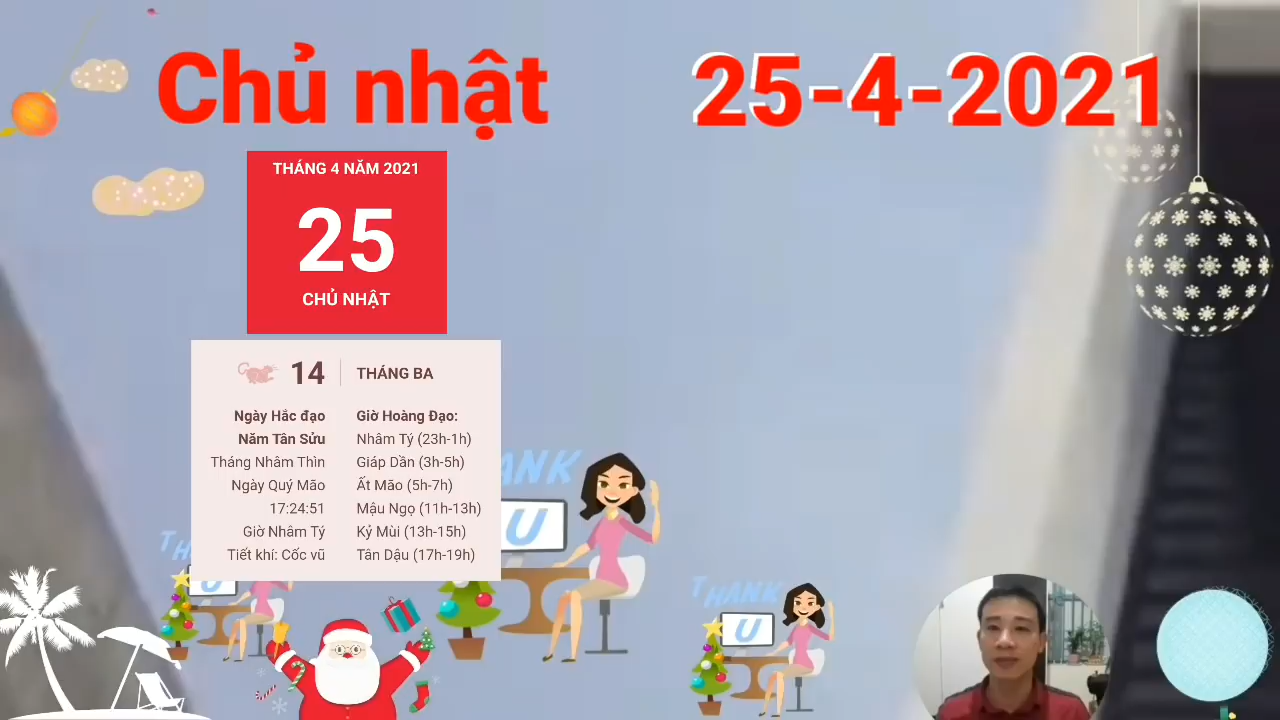 Chủ nhật 25-4-2021
THÁNG 4 NĂM 2021
25
CHỦ NHẬT
14 THÁNG BA
Ngày Hắc đạo
Năm Tân Sửu
Tháng Nhâm Thìn
Ngày Quý Mão
17:24:51
Giờ Nhâm Tý
Tiết khí: Cốc vũ
Giờ Hoàng Đạo:
Nhâm Tý (23h-1h)
Giáp Dần (3h-5h)
Ất Mão (5h-7h)
Mậu Ngọ (11h-13h)
Kỷ Mùi (13h-15h)
Tân Dậu (17h-19h)
ANK
U
TH
U
THANK
U